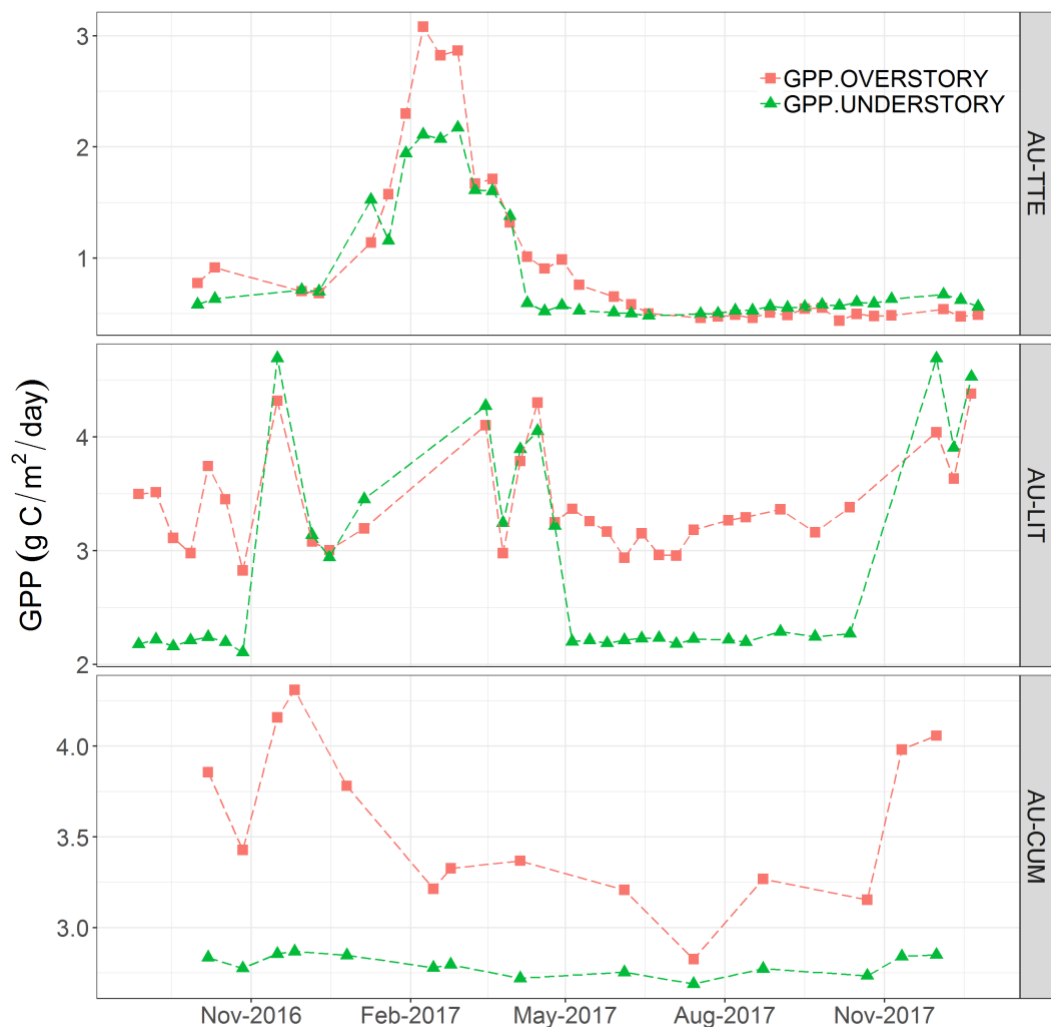 3
2
1
GPP.OVERSTORY
GPP.UNDERSTORY
AU-TTE
4
3
2
AU-LIT
GPP (g C/m²/day)
4.0
3.5
3.0
AU-CUM
Nov-2016 Feb-2017 May-2017 Aug-2017 Nov-2017